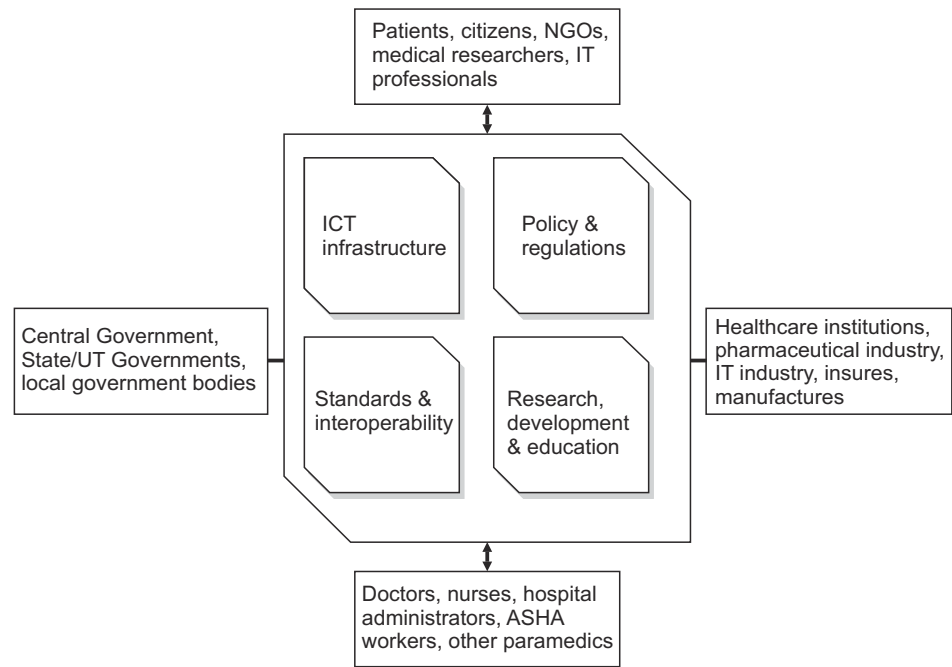 Patients, citizens, NGOs,
medical researchers, IT
professionals
ICT
infrastructure
Policy &
regulations
Central Government,
State/UT Governments,
local government bodies
Healthcare institutions,
pharmaceutical industry,
IT industry, insures,
manufactures
Standards &
interoperability
Research,
development
& education
Doctors, nurses, hospital
administrators, ASHA
workers, other paramedics